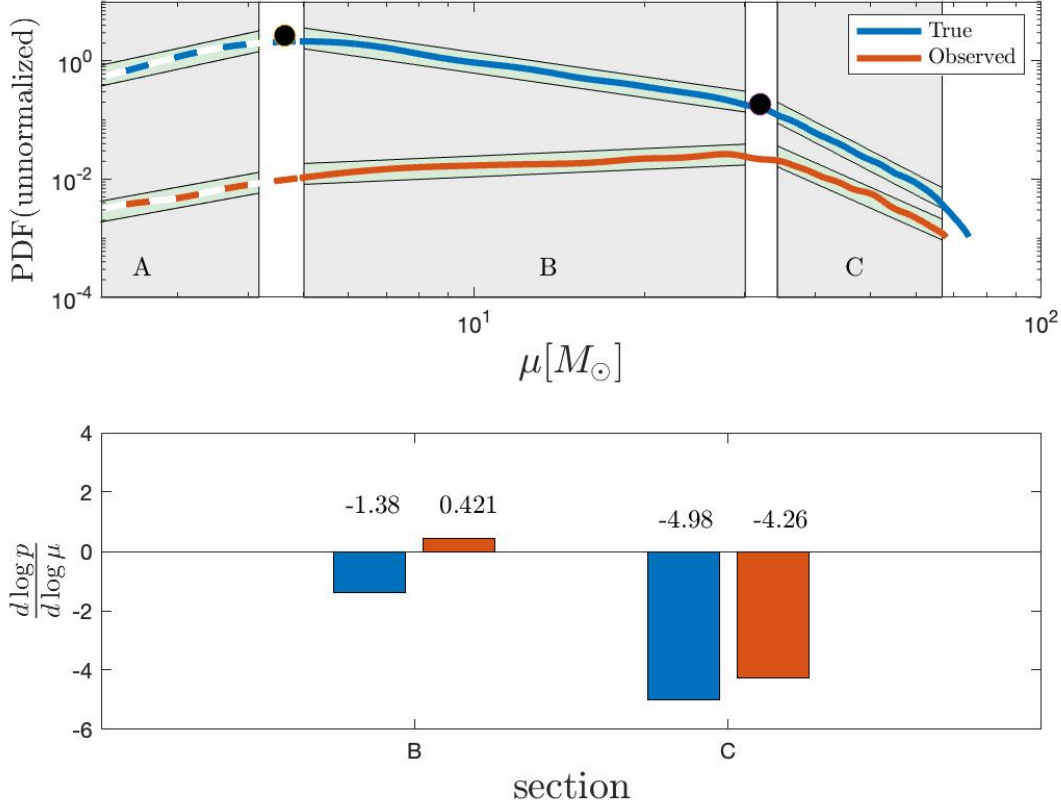 PDF(unnormalized)
10^0
10^-2
10^-4
True
Observed
A
B
C
10^1
10^2
μ[M_⊙]
4
2
0
-2
-4
-6
d log p
d log μ
-1.38
0.421
-4.98
-4.26
B
C
section